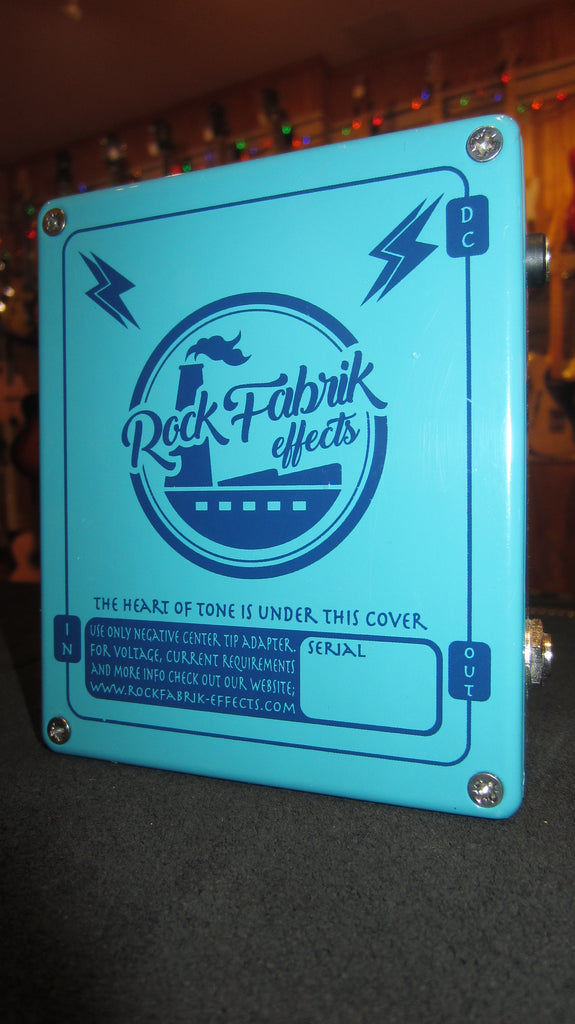 DC
Rock Fabrik
effects
THE HEART OF TONE IS UNDER THIS COVER
IN
USE ONLY NEGATIVE CENTER TIP ADAPTER.
FOR VOLTAGE, CURRENT REQUIREMENTS
AND MORE INFO CHECK OUT OUR WEBSITE;
WWW.ROCKFABRIK-EFFECTS.COM
SERIAL
OUT